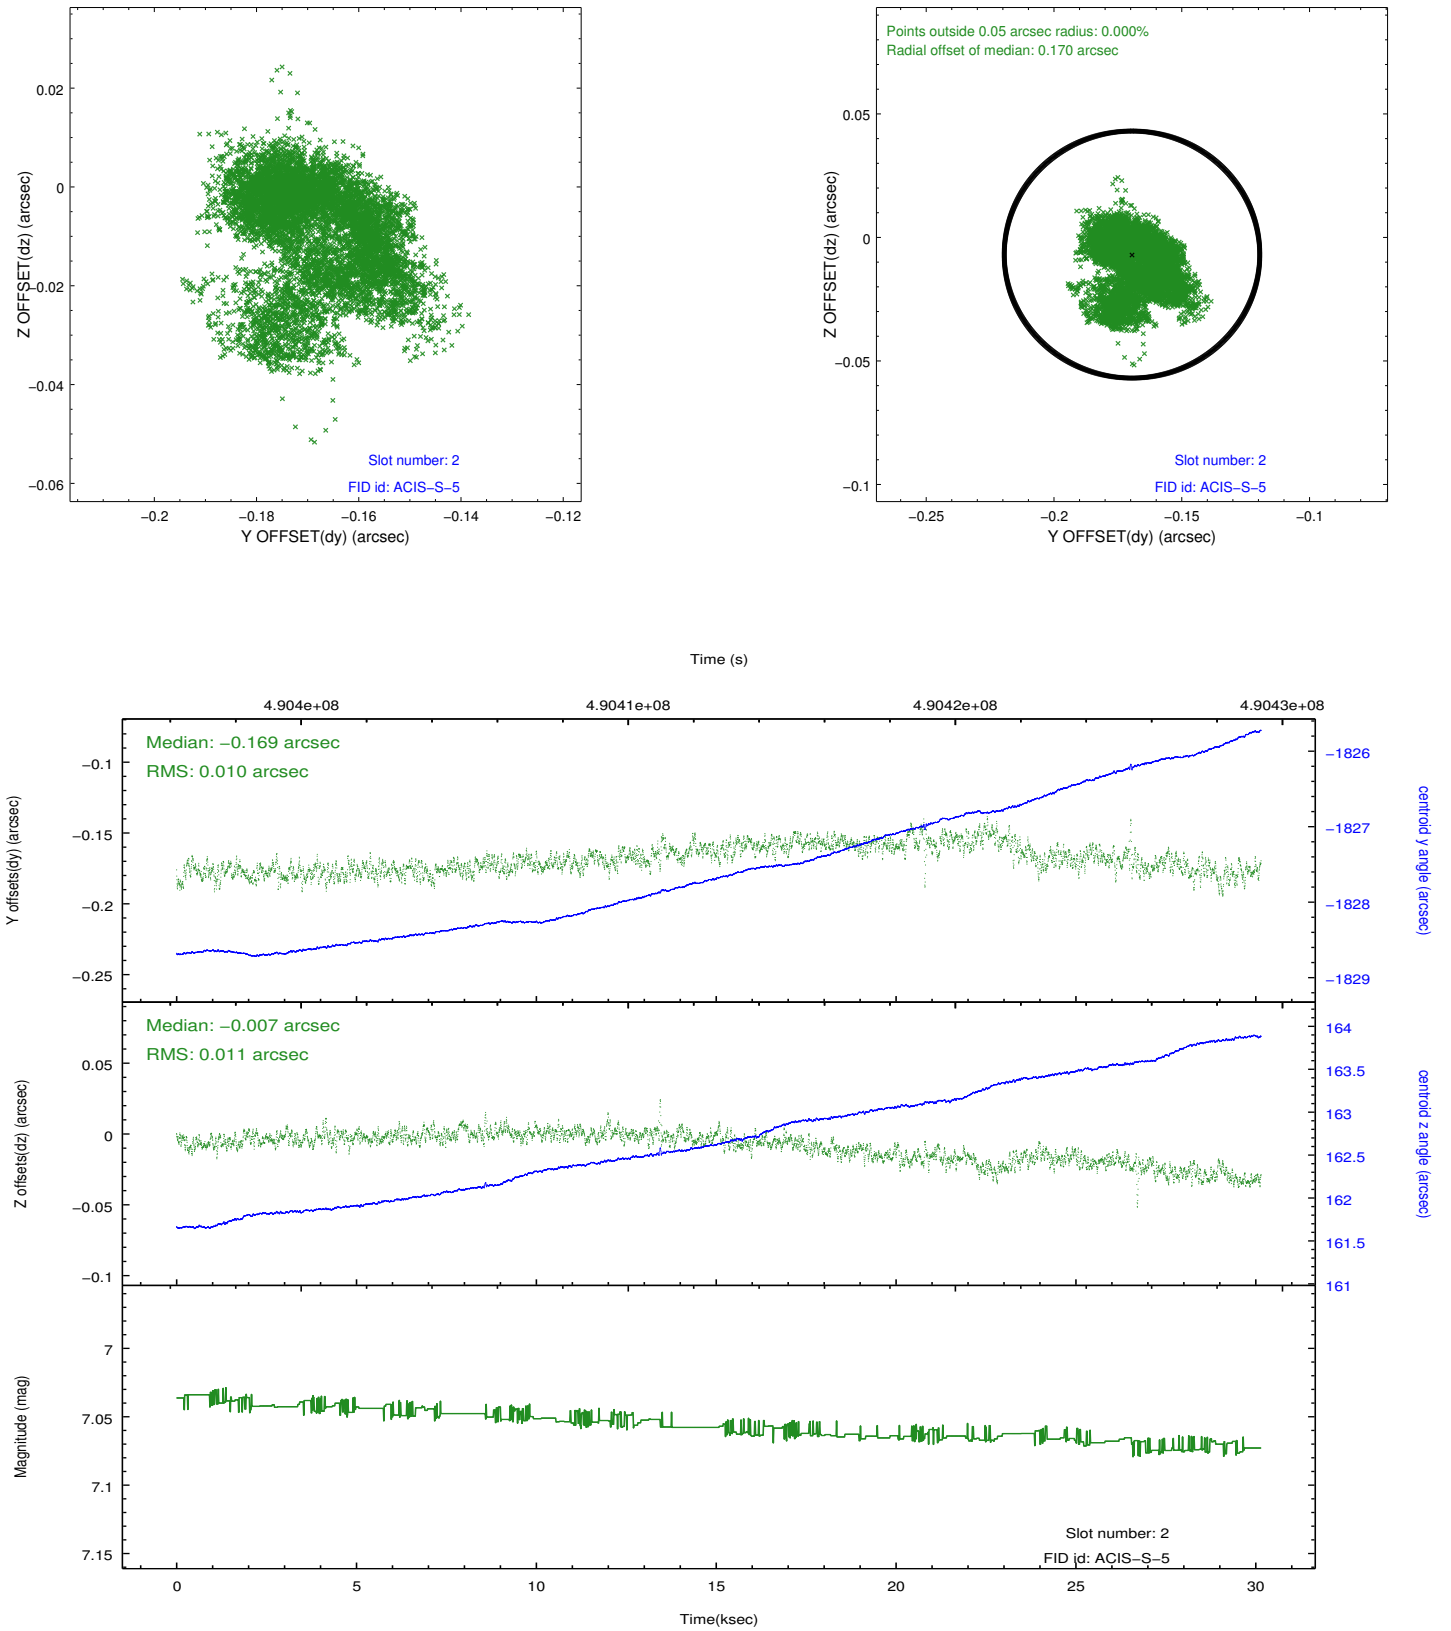 0.02
0
−0.02
−0.04
−0.06
Z OFFSET(dz) (arcsec)
Slot number: 2
FID id: ACIS−S−5
−0.2
−0.18
−0.16
−0.14
−0.12
Y OFFSET(dy) (arcsec)
Points outside 0.05 arcsec radius: 0.000%
Radial offset of median: 0.170 arcsec
0.05
0
−0.05
−0.1
Z OFFSET(dz) (arcsec)
Slot number: 2
FID id: ACIS−S−5
−0.25
−0.2
−0.15
−0.1
Y OFFSET(dy) (arcsec)
Time (s)
4.904e+08
4.9041e+08
4.9042e+08
4.9043e+08
Median: −0.169 arcsec
RMS: 0.010 arcsec
−0.1
−0.15
−0.2
−0.25
Y offsets(dy) (arcsec)
−1826
−1827
−1828
−1829
centroid y angle (arcsec)
Median: −0.007 arcsec
RMS: 0.011 arcsec
0.05
0
−0.05
−0.1
Z offsets(dz) (arcsec)
164
163.5
163
162.5
162
161.5
161
centroid z angle (arcsec)
7
7.05
7.1
7.15
Magnitude (mag)
Slot number: 2
FID id: ACIS−S−5
0
5
10
15
20
25
30
Time(ksec)